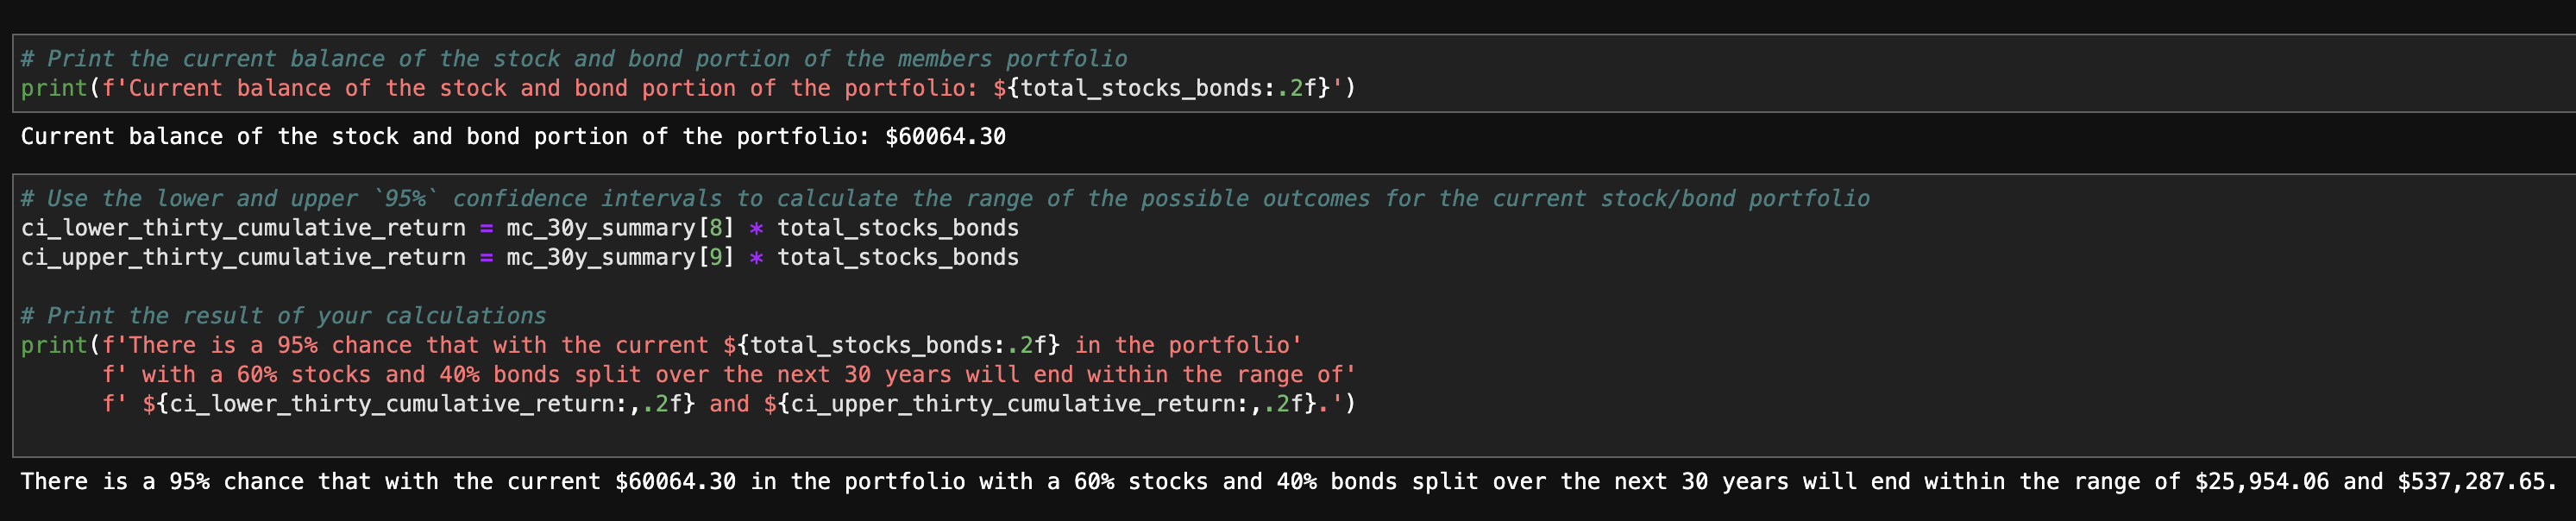 # Print the current balance of the stock and bond portion of the members portfolio
print(f'Current balance of the stock and bond portion of the portfolio: ${total_stocks_bonds:.2f}')
Current balance of the stock and bond portion of the portfolio: $60064.30
# Use the lower and upper `95%` confidence intervals to calculate the range of the possible outcomes for the current stock/bond portfolio
ci_lower_thirty_cumulative_return = mc_30y_summary[8] * total_stocks_bonds
ci_upper_thirty_cumulative_return = mc_30y_summary[9] * total_stocks_bonds
# Print the result of your calculations
print(f'There is a 95% chance that with the current ${total_stocks_bonds:.2f} in the portfolio'
      f' with a 60% stocks and 40% bonds split over the next 30 years will end within the range of'
      f' ${ci_lower_thirty_cumulative_return:,.2f} and ${ci_upper_thirty_cumulative_return:,.2f}.')
There is a 95% chance that with the current $60064.30 in the portfolio with a 60% stocks and 40% bonds split over the next 30 years will end within the range of $25,954.06 and $537,287.65.